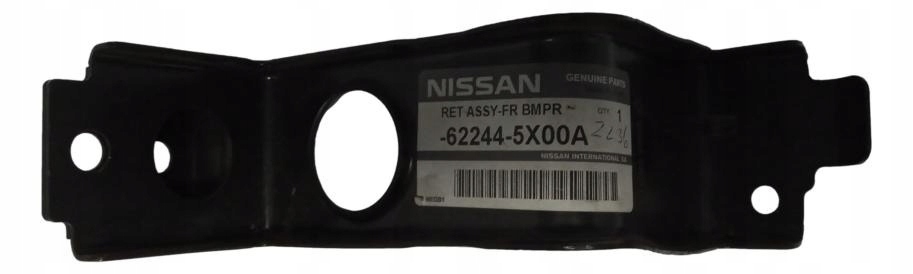 NISSAN GENUINE PARTS
RET ASSY-FR BMPR QTY. 1
-62244-5X00A
NISSAN INTERNATIONAL SA